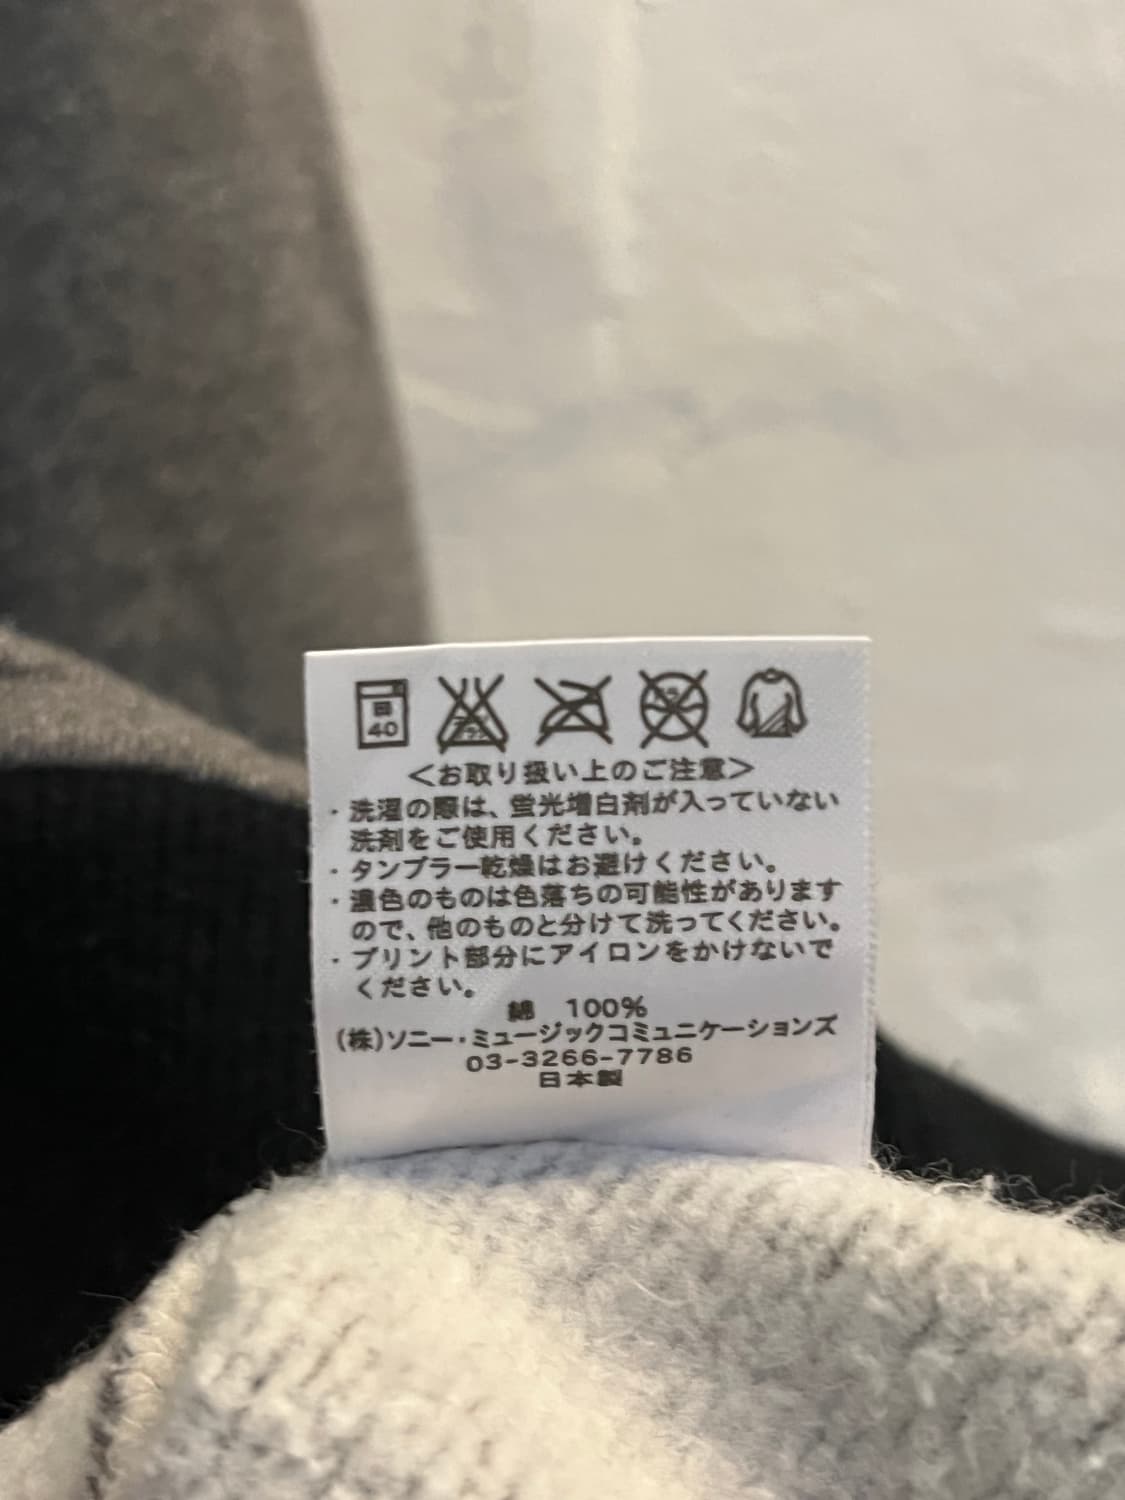 40
<お取り扱い上のご注意>
・洗濯の際は、蛍光増白剤が入っていない
洗剤をご使用ください。
・タンブラー乾燥はお避けください。
・濃色のものは色落ちの可能性があります
ので、他のものと分けて洗ってください。
・プリント部分にアイロンをかけないで
ください。
綿 100%
(株)ソニー・ミュージックコミュニケーションズ
03-3266-7786
日本製